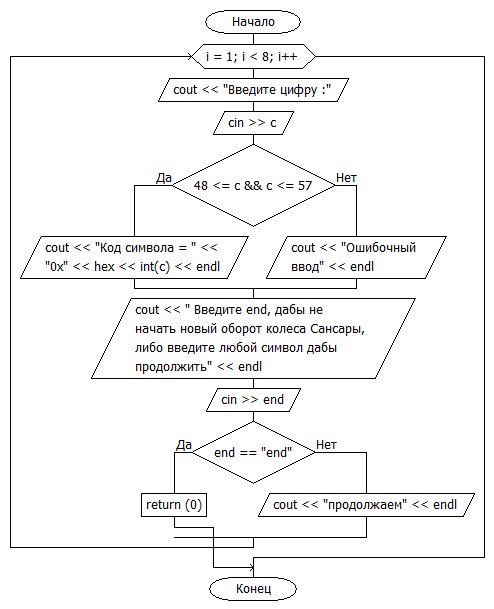 Начало
i = 1; i < 8; i++
cout << "Введите цифру :"
cin >> c
48 <= c && c <= 57
Да
Нет
cout << "Код символа = " <<
"0x" << hex << int(c) << endl
cout << "Ошибочный
ввод" << endl
cout << " Введите end, дабы не
начать новый оборот колеса Сансары,
либо введите любой символ дабы
продолжить" << endl
cin >> end
end == "end"
Да
Нет
return (0)
cout << "продолжаем" << endl
Конец